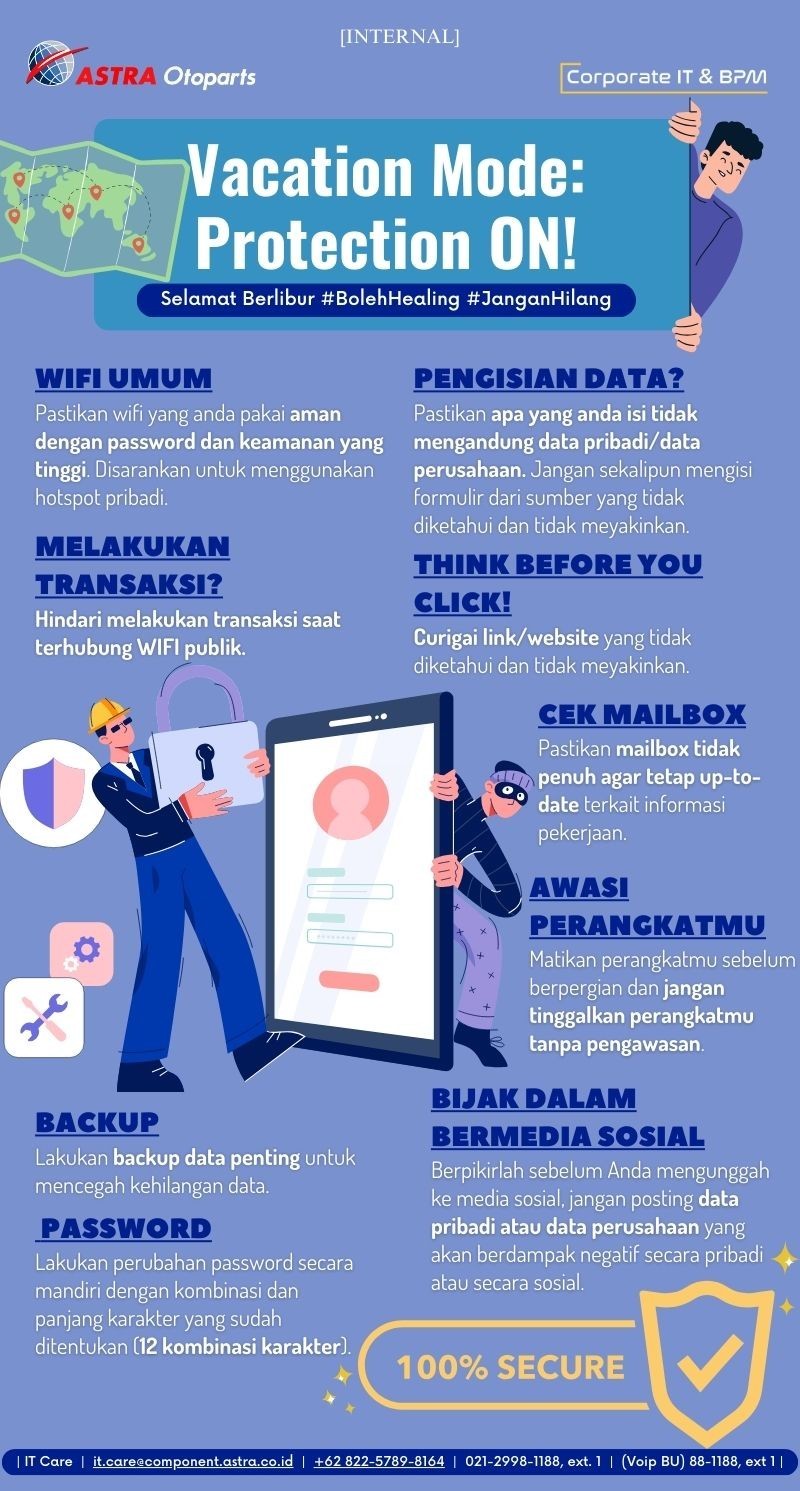 [INTERNAL]
ASTRA Otoparts
Corporate IT & BPM
Vacation Mode:
Protection ON!
Selamat Berlibur #BolehHealing #JanganHilang
WIFI UMUM
Pastikan wifi yang anda pakai aman
dengan password dan keamanan yang
tinggi. Disarankan untuk menggunakan
hotspot pribadi.
MELAKUKAN
TRANSAKSI?
Hindari melakukan transaksi saat
terhubung WIFI publik.
PENGISIAN DATA?
Pastikan apa yang anda isi tidak
mengandung data pribadi/data
perusahaan. Jangan sekalipun mengisi
formulir dari sumber yang tidak
diketahui dan tidak meyakinkan.
THINK BEFORE YOU
CLICK!
Curigai link/website yang tidak
diketahui dan tidak meyakinkan.
CEK MAILBOX
Pastikan mailbox tidak
penuh agar tetap up-to-
date terkait informasi
pekerjaan.
AWASI
PERANGKATMU
Matikan perangkatmu sebelum
berpergian dan jangan
tinggalkan perangkatmu
tanpa pengawasan.
BACKUP
Lakukan backup data penting untuk
mencegah kehilangan data.
PASSWORD
Lakukan perubahan password secara
mandiri dengan kombinasi dan
panjang karakter yang sudah
ditentukan (12 kombinasi karakter).
BIJAK DALAM
BERMEDIA SOSIAL
Berpikirlah sebelum Anda mengunggah
ke media sosial, jangan posting data
pribadi atau data perusahaan yang
akan berdampak negatif secara pribadi
atau secara sosial.
100% SECURE
| IT Care | it.care@component.astra.co.id | +62 822-5789-8164 | 021-2998-1188, ext. 1 | (Voip BU) 88-1188, ext 1 |